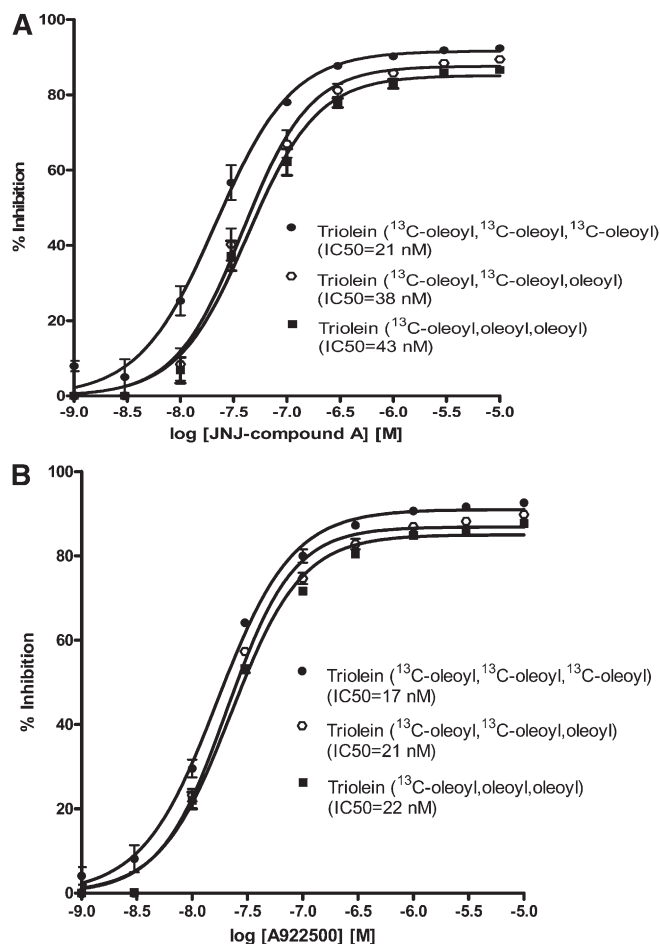 A
100
80
60
40
20
0
% Inhibition
Triolein (¹³C-oleoyl,¹³C-oleoyl,¹³C-oleoyl)
(IC50=21 nM)
Triolein (¹³C-oleoyl,¹³C-oleoyl,oleoyl)
(IC50=38 nM)
Triolein (¹³C-oleoyl,oleoyl,oleoyl)
(IC50=43 nM)
-9.0 -8.5 -8.0 -7.5 -7.0 -6.5 -6.0 -5.5 -5.0
log [JNJ-compound A] [M]
B
100
80
60
40
20
0
% Inhibition
Triolein (¹³C-oleoyl,¹³C-oleoyl,¹³C-oleoyl)
(IC50=17 nM)
Triolein (¹³C-oleoyl,¹³C-oleoyl,oleoyl)
(IC50=21 nM)
Triolein (¹³C-oleoyl,oleoyl,oleoyl)
(IC50=22 nM)
-9.0 -8.5 -8.0 -7.5 -7.0 -6.5 -6.0 -5.5 -5.0
log [A922500] [M]